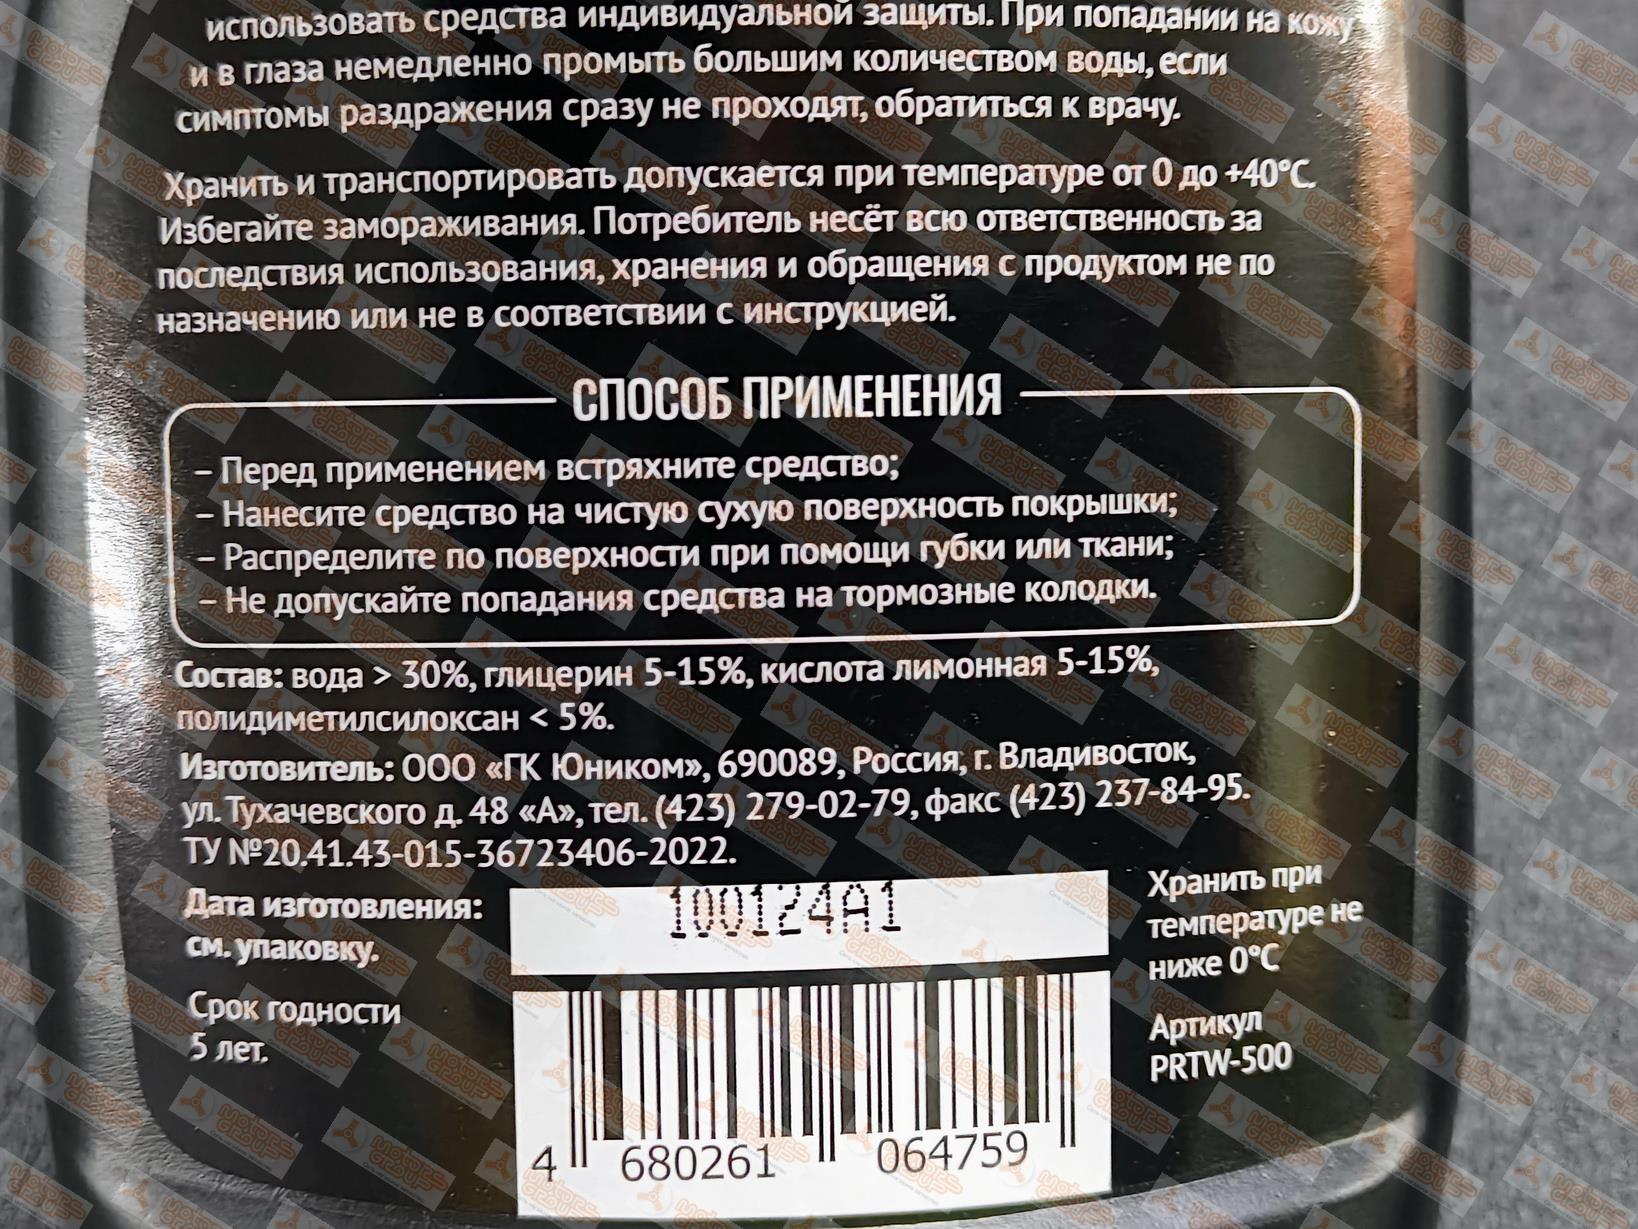 использовать средства индивидуальной защиты. При попадании на кожу
и в глаза немедленно промыть большим количеством воды, если
симптомы раздражения сразу не проходят, обратиться к врачу.
Хранить и транспортировать допускается при температуре от 0 до +40°С.
Избегайте замораживания. Потребитель несёт всю ответственность за
последствия использования, хранения и обращения с продуктом не по
назначению или не в соответствии с инструкцией.
СПОСОБ ПРИМЕНЕНИЯ
– Перед применением встряхните средство;
– Нанесите средство на чистую сухую поверхность покрышки;
– Распределите по поверхности при помощи губки или ткани;
– Не допускайте попадания средства на тормозные колодки.
Состав: вода > 30%, глицерин 5-15%, кислота лимонная 5-15%,
полидиметилсилоксан < 5%.
Изготовитель: ООО «ГК Юником», 690089, Россия, г. Владивосток,
ул. Тухачевского д. 48 «А», тел. (423) 279-02-79, факс (423) 237-84-95.
ТУ №20.41.43-015-36723406-2022.
Дата изготовления:
см. упаковку.
100124A1
Срок годности
5 лет.
Хранить при
температуре не
ниже 0°С
Артикул
PRTW-500
4 680261 064759